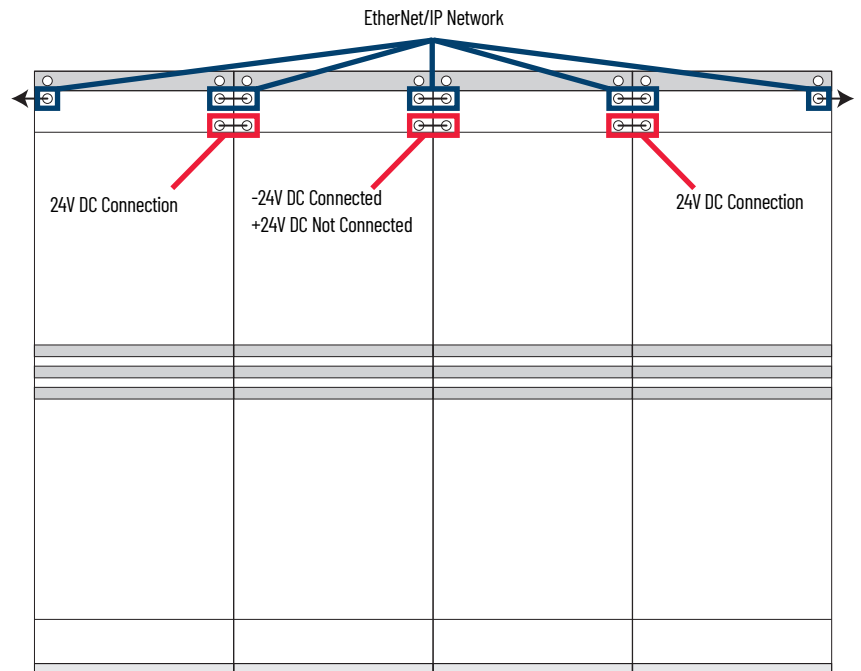 EtherNet/IP Network
24V DC Connection
-24V DC Connected
+24V DC Not Connected
24V DC Connection